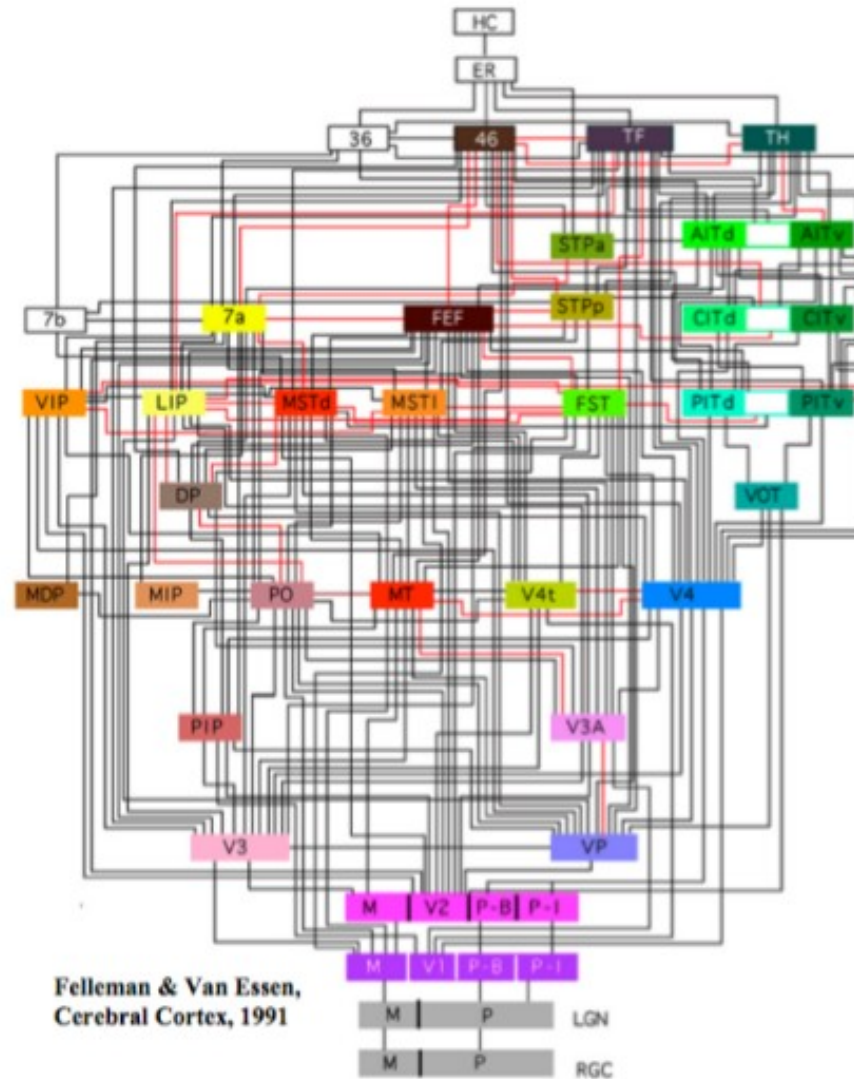 HC
ER
36 46 TF TH
STPa AITd AITv
7b 7a FEF STPp CITd CITv
VIP LIP MSTd MSTl FST PITd PITv
DP VOT
MDP MIP PO MT V4t V4
PIP V3A
V3 VP
M V2 P-B P-I
M V1 P-B P-I
Felleman & Van Essen,
Cerebral Cortex, 1991
M P LGN
M P RGC